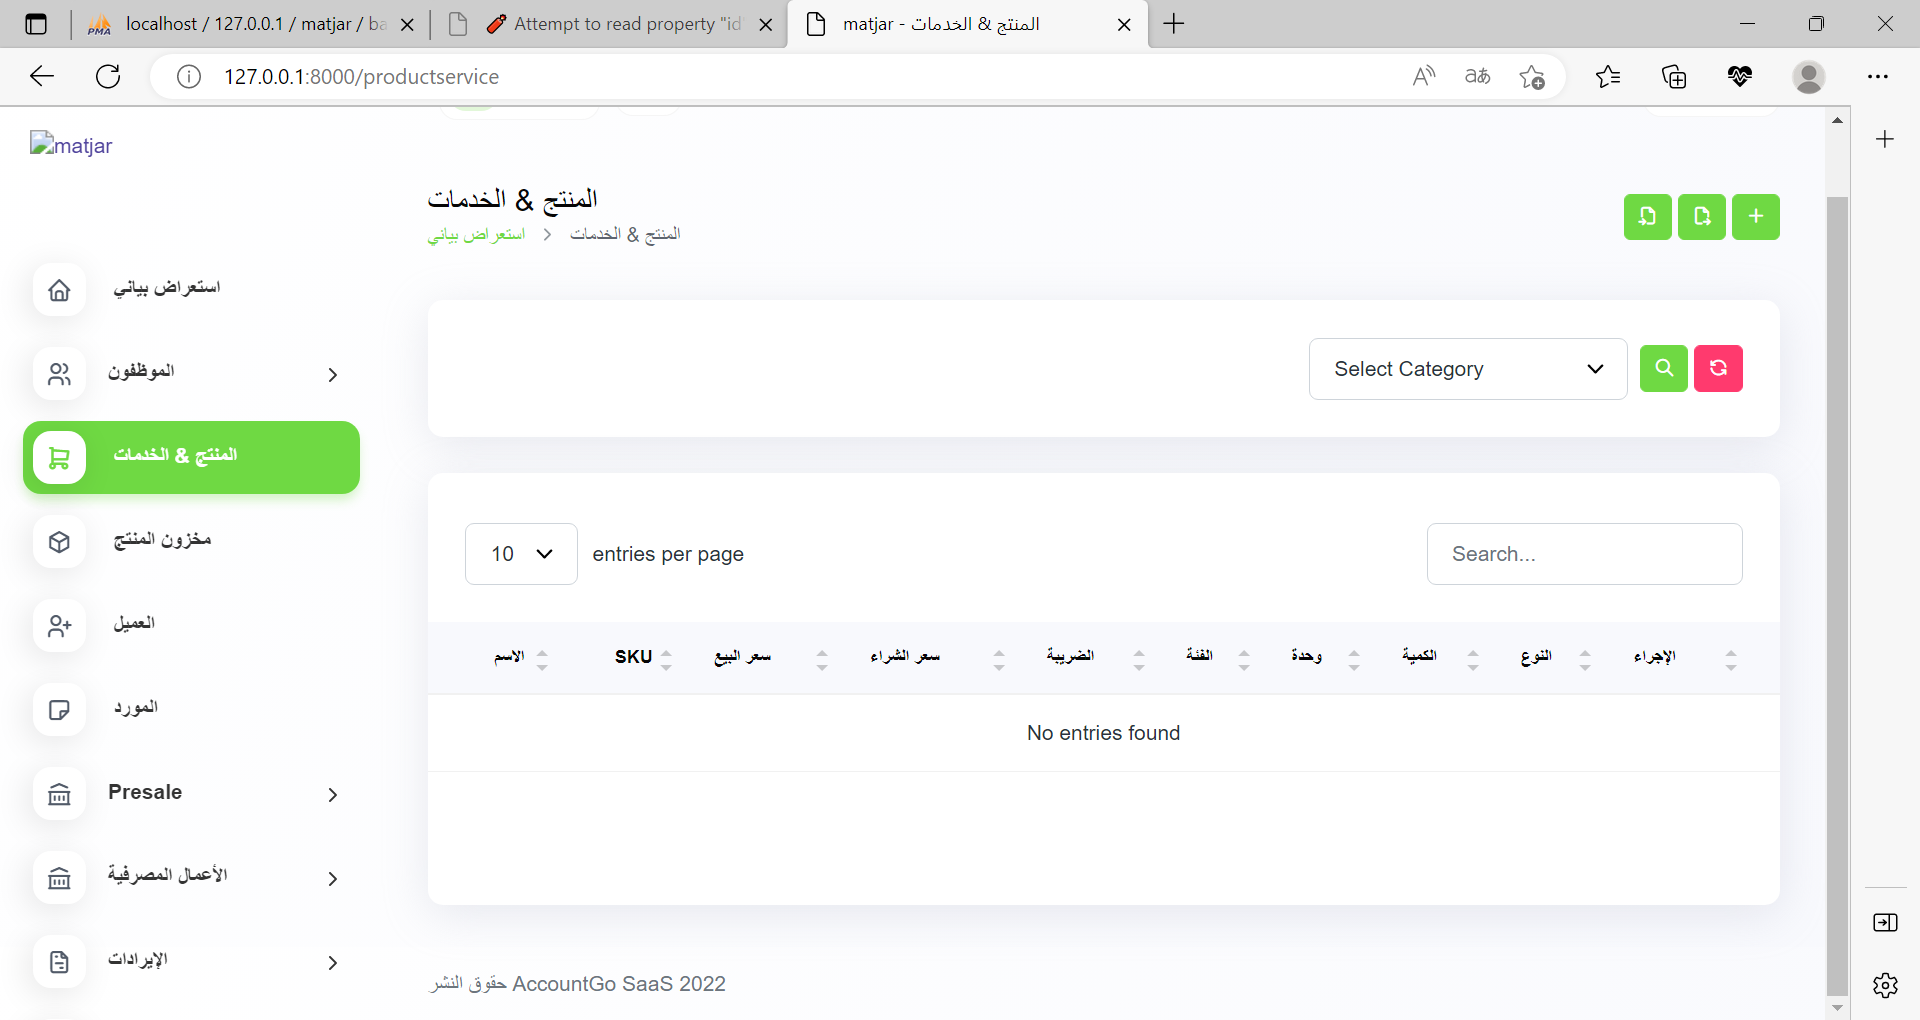 localhost / 127.0.0.1 / matjar / ba
Attempt to read property "id"
matjar - المنتج & الخدمات
127.0.0.1:8000/productservice
matjar
المنتج & الخدمات
استعراض بياني > المنتج & الخدمات
استعراض بياني
الموظفون
المنتج & الخدمات
مخزون المنتج
العميل
المورد
Presale
الأعمال المصرفية
الإيرادات
Select Category
10 entries per page
Search...
الاسم SKU سعر البيع سعر الشراء الضريبة الفئة وحدة الكمية النوع الإجراء
No entries found
حقوق النشر AccountGo SaaS 2022